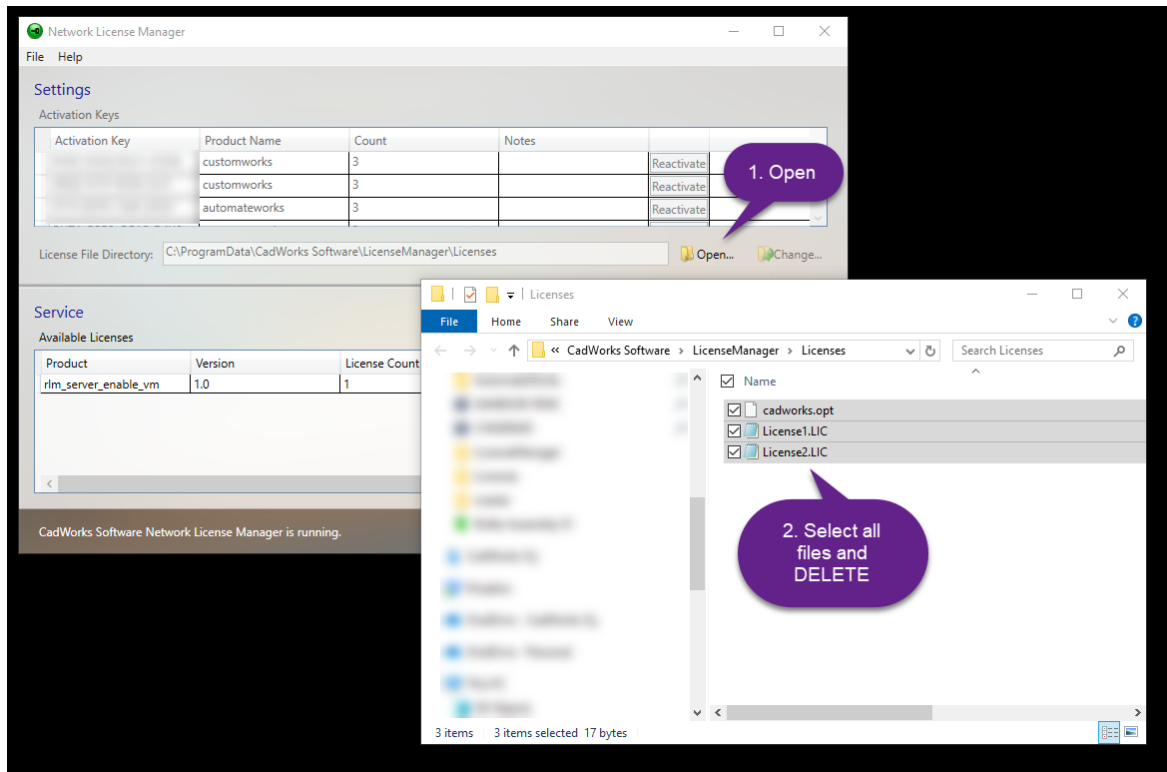 Network License Manager
File Help
Settings
Activation Keys
Activation Key Product Name Count Notes
customworks 3 Reactivate
customworks 3 Reactivate
automateworks 3 Reactivate
1. Open
License File Directory: C:\ProgramData\CadWorks Software\LicenseManager\Licenses Open... Change...
Service
Available Licenses
Product Version License Count
rlm_server_enable_vm 1.0 1
CadWorks Software Network License Manager is running.
Licenses
File Home Share View
« CadWorks Software › LicenseManager › Licenses Search Licenses
Name
cadworks.opt
License1.LIC
License2.LIC
2. Select all
files and
DELETE
3 items 3 items selected 17 bytes